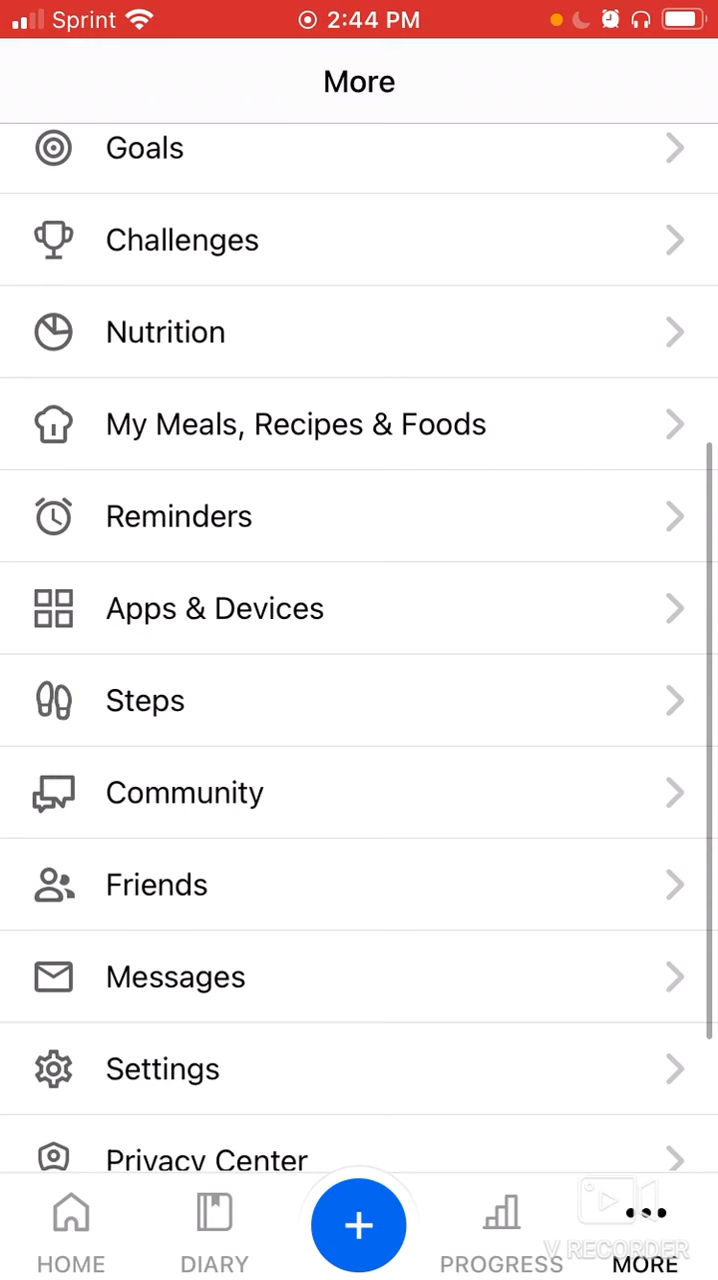 Sprint 2:44 PM
More
Goals
Challenges
Nutrition
My Meals, Recipes & Foods
Reminders
Apps & Devices
Steps
Community
Friends
Messages
Settings
Privacy Center
HOME DIARY PROGRESS MORE
V RECORDER